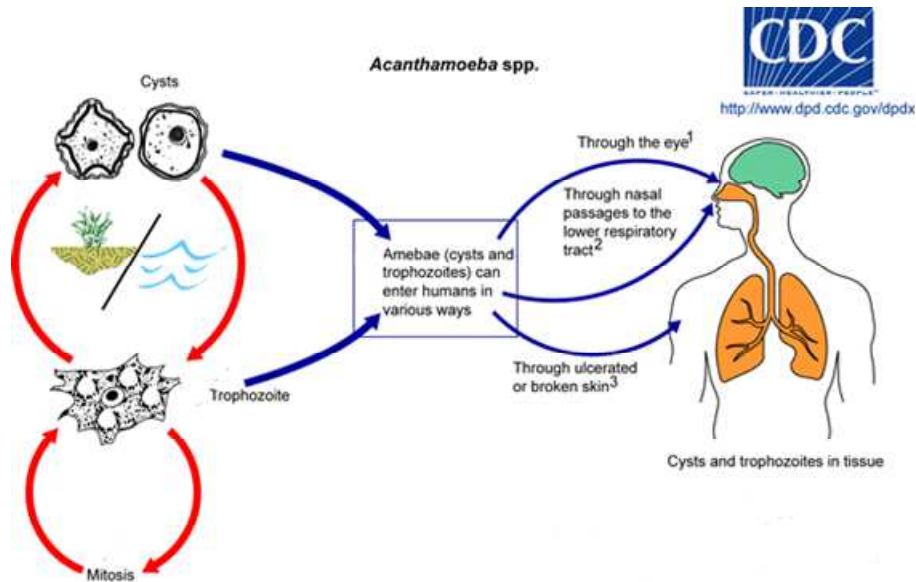 Acanthamoeba spp.
CDC
SAFER • HEALTHIER • PEOPLE™
http://www.dpd.cdc.gov/dpdx
Cysts
Through the eye1
Through nasal
passages to the
lower respiratory
tract2
Amebae (cysts and
trophozoites) can
enter humans in
various ways
Through ulcerated
or broken skin3
Trophozoite
Cysts and trophozoites in tissue
Mitosis